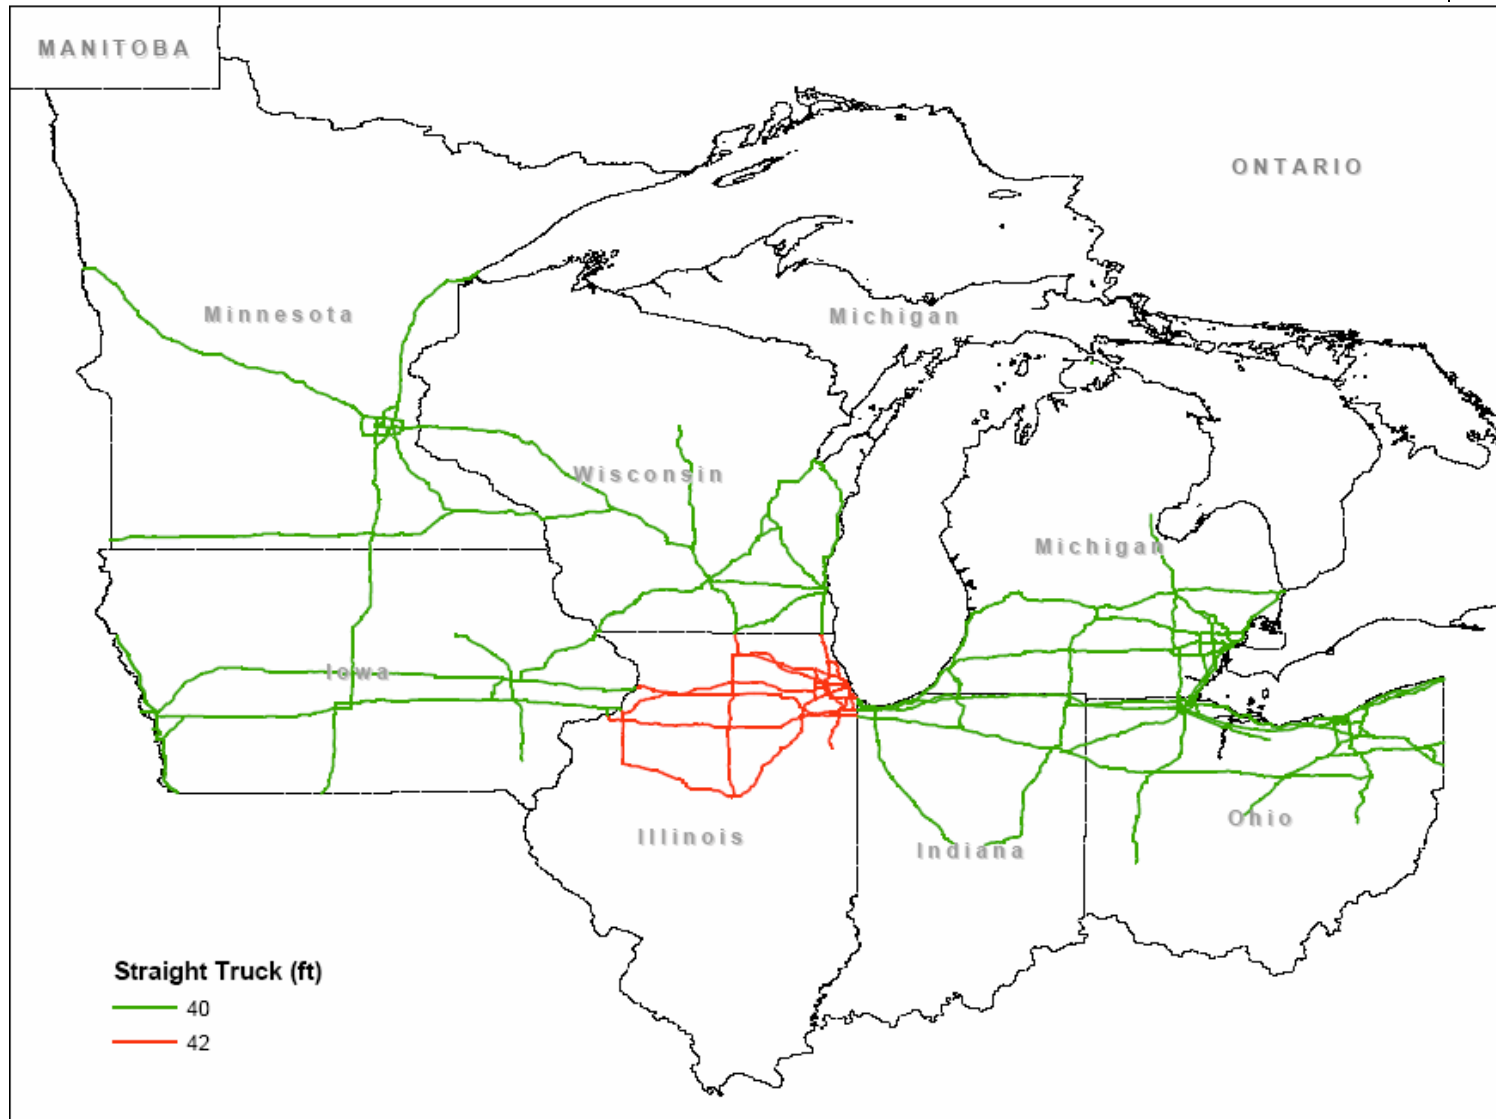 MANITOBA
ONTARIO
Minnesota
Michigan
Wisconsin
Michigan
Iowa
Illinois
Indiana
Ohio
Straight Truck (ft)
40
42